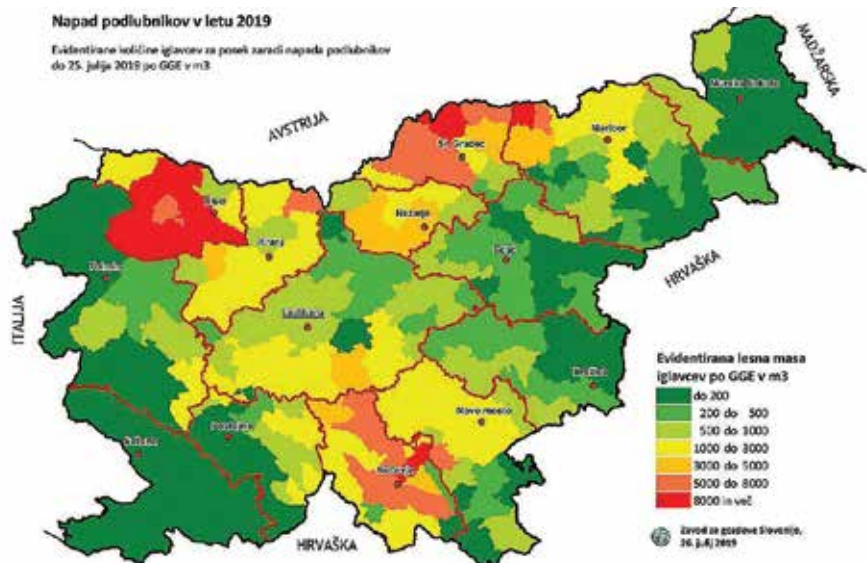 Napad podlubnikov v letu 2019
Evidentirane količine iglavcev za posek zaradi napada podlubnikov
do 25. julija 2019 po GGE v m3
AVSTRIJA
MADŽARSKA
Murska Sobota
Maribor
Sl. Gradec
Bled
Nazarje
Kranj
Celje
Tolmin
HRVAŠKA
ITALIJA
Ljubljana
Brežice
Evidentirana lesna masa
iglavcev po GGE v m3
do 200
200 do 500
500 do 1000
1000 do 3000
3000 do 5000
5000 do 8000
8000 in več
Novo mesto
Postojna
Sežana
Kočevje
HRVAŠKA
Zavod za gozdove Slovenije,
26. julij 2019